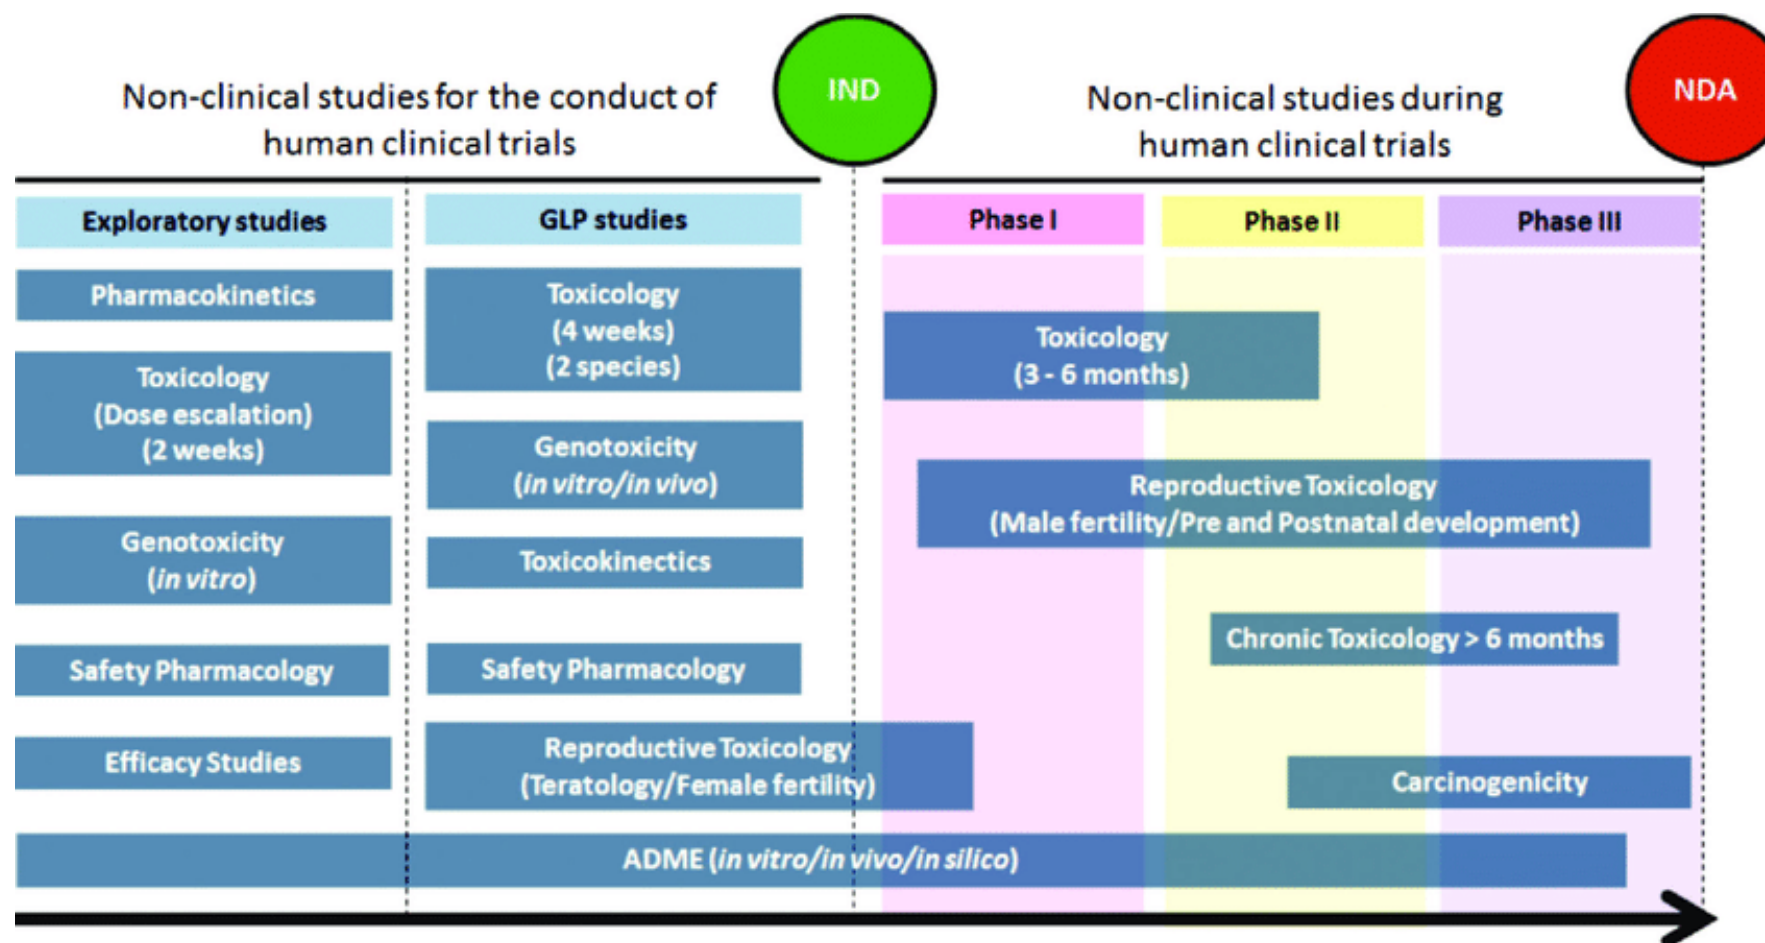 Non-clinical studies for the conduct of
human clinical trials
IND
Non-clinical studies during
human clinical trials
NDA
Exploratory studies
GLP studies
Phase I
Phase II
Phase III
Pharmacokinetics
Toxicology
(Dose escalation)
(2 weeks)
Genotoxicity
(in vitro)
Safety Pharmacology
Efficacy Studies
Toxicology
(4 weeks)
(2 species)
Genotoxicity
(in vitro/in vivo)
Toxicokinectics
Safety Pharmacology
Reproductive Toxicology
(Teratology/Female fertility)
Toxicology
(3 - 6 months)
Reproductive Toxicology
(Male fertility/Pre and Postnatal development)
Chronic Toxicology > 6 months
Carcinogenicity
ADME (in vitro/in vivo/in silico)